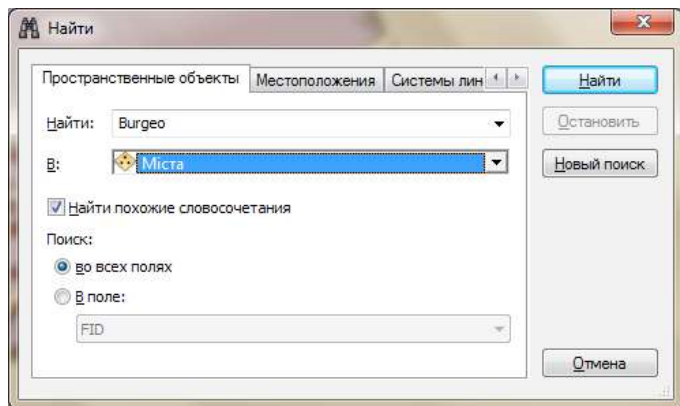 Найти
Пространственные объекты Местоположения Системы лин
Найти
Найти: Burgeo
Остановить
В: Міста
Новый поиск
Найти похожие словосочетания
Поиск:
во всех полях
В поле:
FID
Отмена